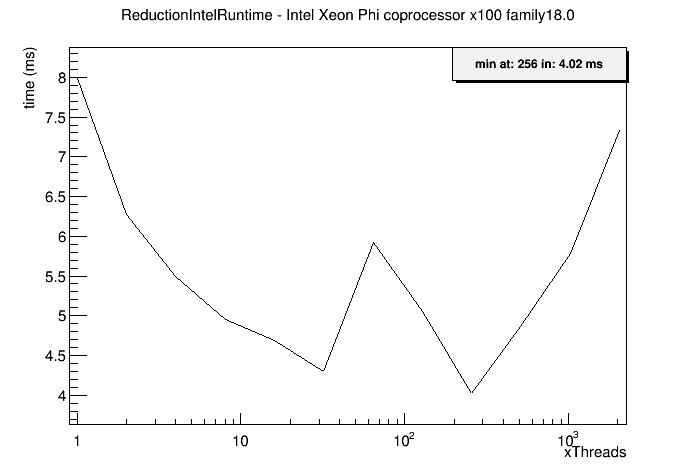 ReductionIntelRuntime - Intel Xeon Phi coprocessor x100 family18.0
min at: 256 in: 4.02 ms
time (ms)
8
7.5
7
6.5
6
5.5
5
4.5
4
1 10 10² 10³
xThreads